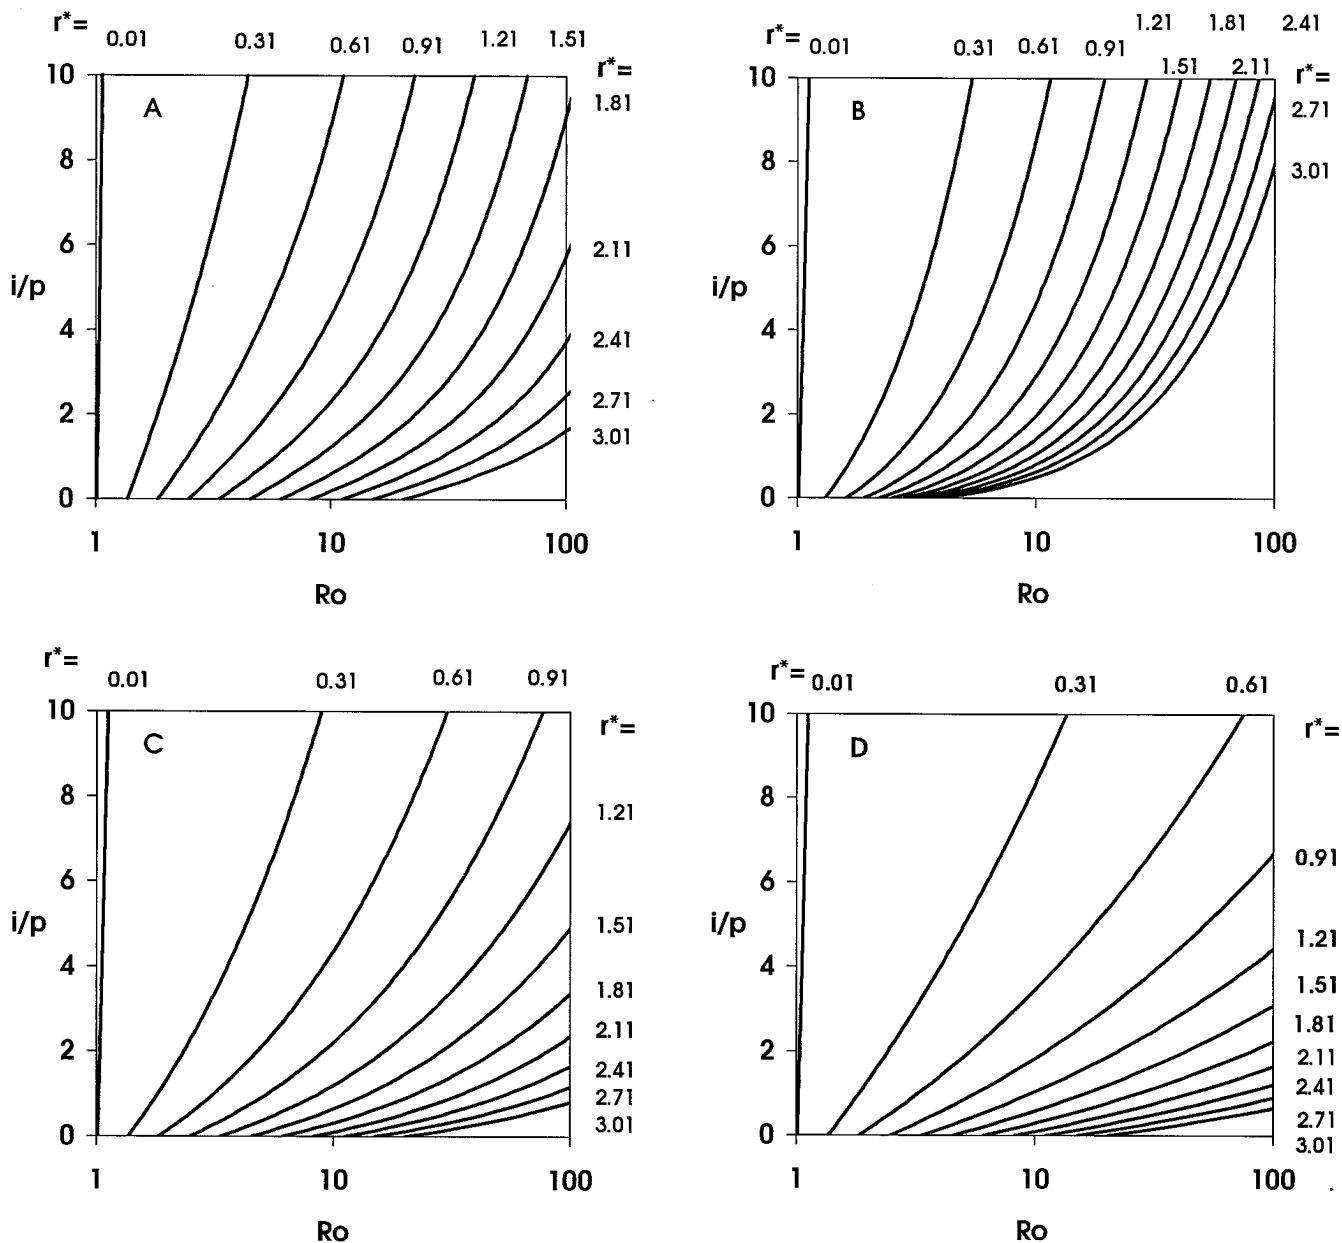 r*= 0.01 0.31 0.61 0.91 1.21 1.51
r*=
10 A 1.81
8
6 2.11
i/p
4 2.41
2 2.71
3.01
0
1 10 100
Ro
1.21 1.81 2.41
r*= 0.01 0.31 0.61 0.91 1.51 2.11
r*=
10 B 2.71
8 3.01
6
i/p
4
2
0
1 10 100
Ro
r*= 0.01 0.31 0.61 0.91
r*=
10 C
8 1.21
6
i/p 1.51
4 1.81
2 2.11
2.41
2.71
0 3.01
1 10 100
Ro
r*= 0.01 0.31 0.61
r*=
10 D
8
6 0.91
i/p 1.21
4 1.51
2 1.81
2.11
2.41
2.71
0 3.01
1 10 100
Ro